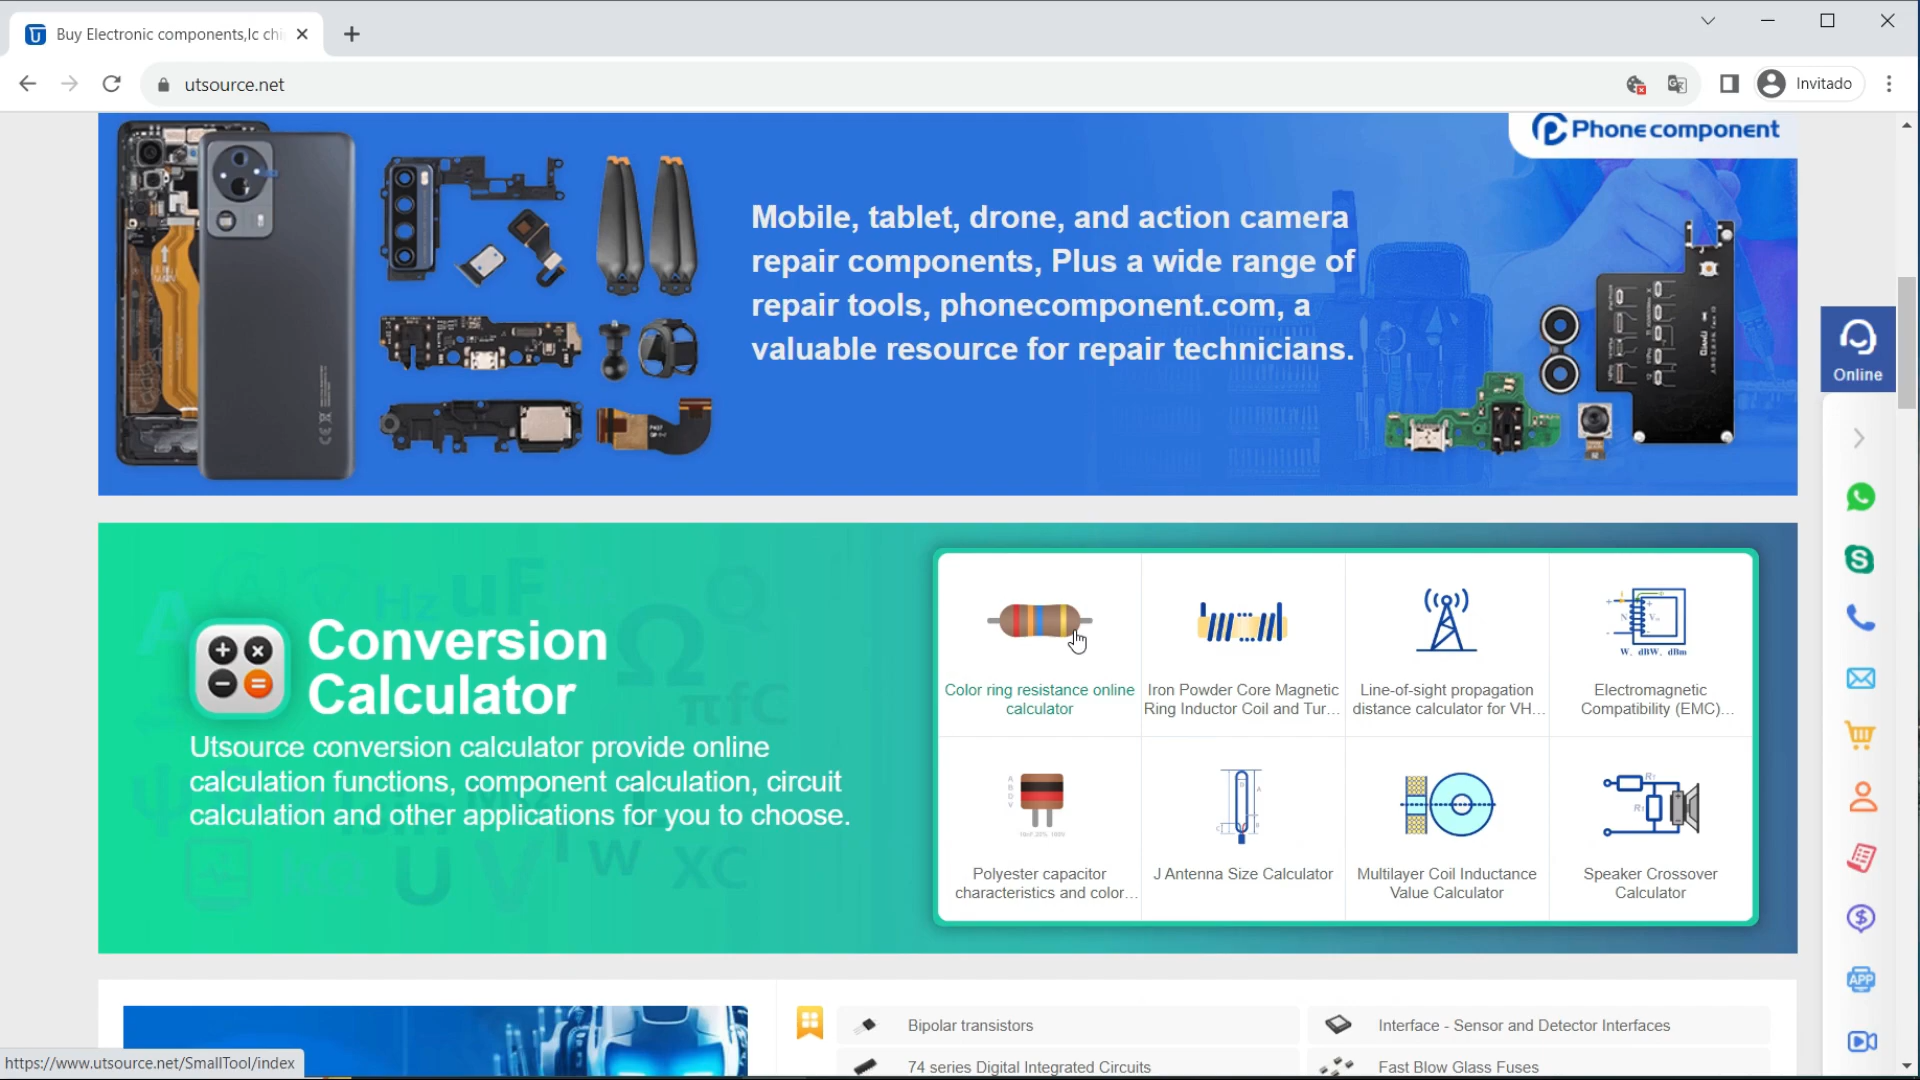 Buy Electronic components,Ic chi
utsource.net
Invitado
Phone component
Mobile, tablet, drone, and action camera
repair components, Plus a wide range of
repair tools, phonecomponent.com, a
valuable resource for repair technicians.
Online
Conversion
Calculator
Utsource conversion calculator provide online
calculation functions, component calculation, circuit
calculation and other applications for you to choose.
Color ring resistance online
calculator
Iron Powder Core Magnetic
Ring Inductor Coil and Tur...
Line-of-sight propagation
distance calculator for VH...
W、dBW、dBm
Electromagnetic
Compatibility (EMC)...
Polyester capacitor
characteristics and color...
J Antenna Size Calculator
Multilayer Coil Inductance
Value Calculator
Speaker Crossover
Calculator
APP
Bipolar transistors
Interface - Sensor and Detector Interfaces
74 series Digital Integrated Circuits
Fast Blow Glass Fuses
https://www.utsource.net/SmallTool/index